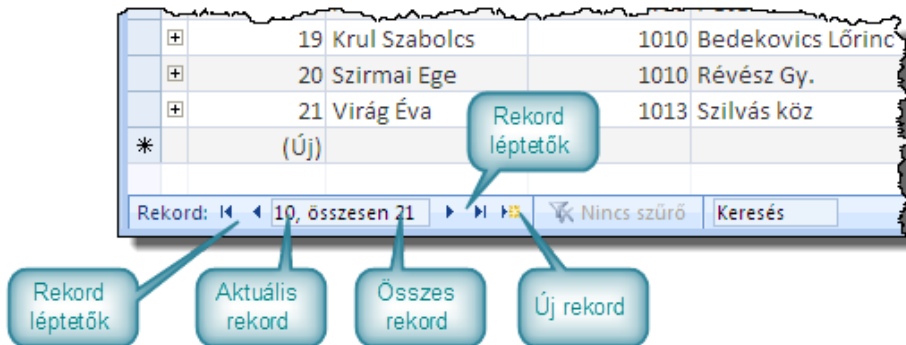 19 Krul Szabolcs 1010 Bedekovics Lőrinc
20 Szirmai Ege 1010 Révész Gy.
21 Virág Éva 1013 Szilvás köz
(Új)
Rekord
léptetők
Rekord: 10, összesen 21 Nincs szűrő Keresés
Rekord
léptetők
Aktuális
rekord
Összes
rekord
Új rekord